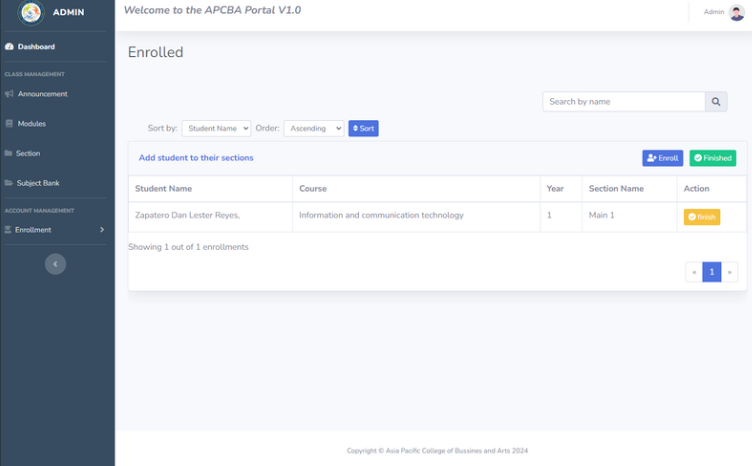 ADMIN
Welcome to the APCBA Portal V1.0
Admin
Dashboard
Enrolled
CLASS MANAGEMENT
Announcement
Search by name
Modules
Sort by: Student Name Order: Ascending Sort
Section
Add student to their sections
Enroll
Finished
Subject Bank
Student Name Course Year Section Name Action
ACCOUNT MANAGEMENT
Zapatero Dan Lester Reyes, Information and communication technology 1 Main 1 finish
Enrollment
Showing 1 out of 1 enrollments
« 1 »
Copyright © Asia Pacific College of Bussines and Arts 2024